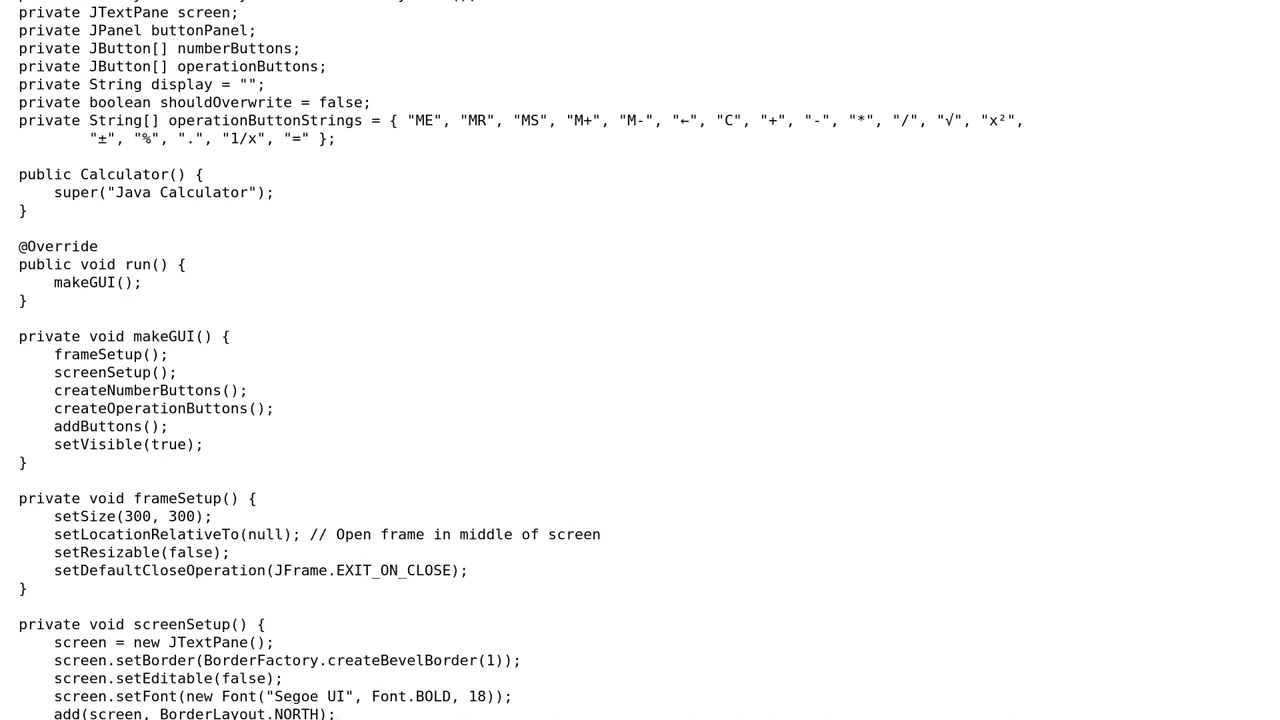 private JTextPane screen;
private JPanel buttonPanel;
private JButton[] numberButtons;
private JButton[] operationButtons;
private String display = "";
private boolean shouldOverwrite = false;
private String[] operationButtonStrings = { "ME", "MR", "MS", "M+", "M-", "←", "C", "+", "-", "*", "/", "√", "x²",
        "±", "%", ".", "1/x", "=" };

public Calculator() {
    super("Java Calculator");
}

@Override
public void run() {
    makeGUI();
}

private void makeGUI() {
    frameSetup();
    screenSetup();
    createNumberButtons();
    createOperationButtons();
    addButtons();
    setVisible(true);
}

private void frameSetup() {
    setSize(300, 300);
    setLocationRelativeTo(null); // Open frame in middle of screen
    setResizable(false);
    setDefaultCloseOperation(JFrame.EXIT_ON_CLOSE);
}

private void screenSetup() {
    screen = new JTextPane();
    screen.setBorder(BorderFactory.createBevelBorder(1));
    screen.setEditable(false);
    screen.setFont(new Font("Segoe UI", Font.BOLD, 18));
    add(screen, BorderLayout.NORTH);